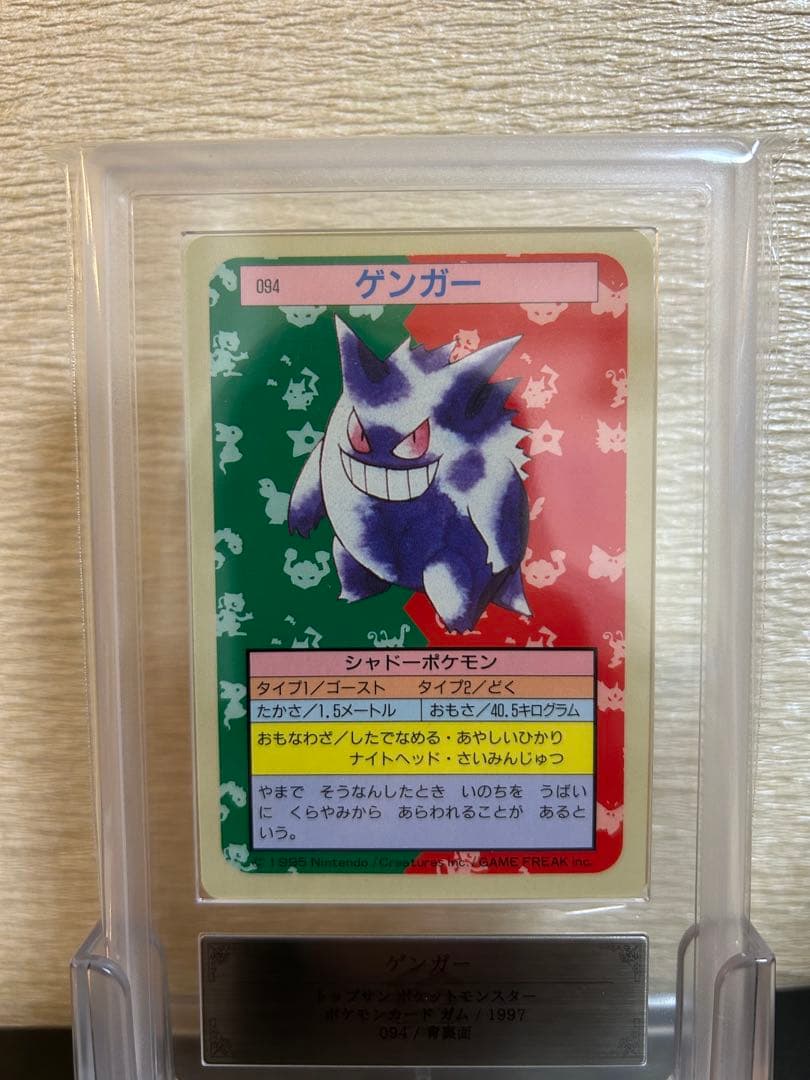 094 ゲンガー
シャドーポケモン
タイプ1/ゴースト タイプ2/どく
たかさ/1.5メートル おもさ/40.5キログラム
おもなわざ/したでなめる・あやしいひかり
ナイトヘッド・さいみんじゅつ
やまで そうなんしたとき いのちを うばい
に くらやみから あらわれることが あると
いう。
© 1995 Nintendo /Creatures inc. / GAME FREAK inc.
ゲンガー
トップサン ポケットモンスター
ポケモンカード ガム / 1997
094 / 青裏面